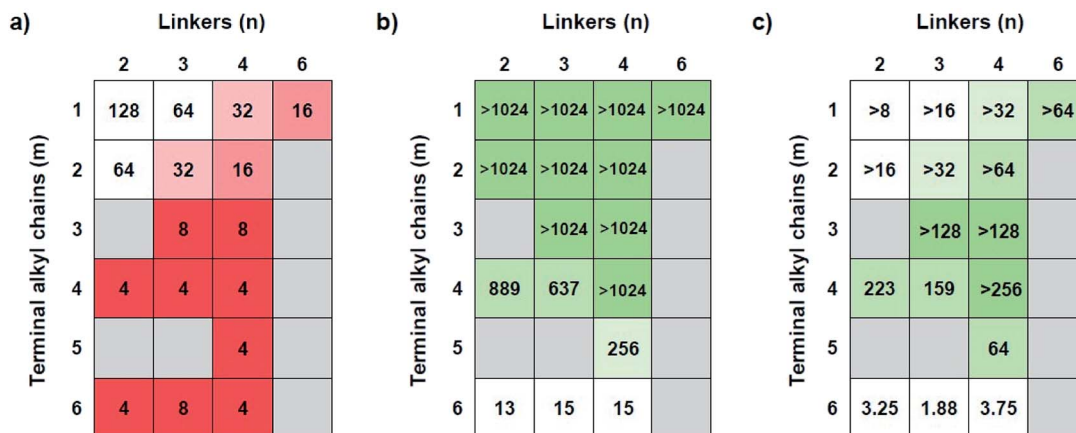 a) Linkers (n)
2 3 4 6
Terminal alkyl chains (m)
1 128 64 32 16
2 64 32 16
3 8 8
4 4 4 4
5 4
6 4 8 4
b) Linkers (n)
2 3 4 6
Terminal alkyl chains (m)
1 >1024 >1024 >1024 >1024
2 >1024 >1024 >1024
3 >1024 >1024
4 889 637 >1024
5 256
6 13 15 15
c) Linkers (n)
2 3 4 6
Terminal alkyl chains (m)
1 >8 >16 >32 >64
2 >16 >32 >64
3 >128 >128
4 223 159 >256
5 64
6 3.25 1.88 3.75